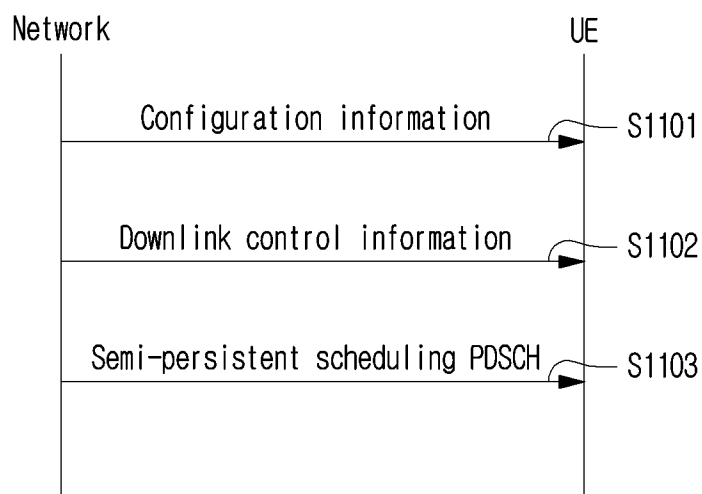 Network UE
Configuration information S1101
Downlink control information S1102
Semi-persistent scheduling PDSCH S1103